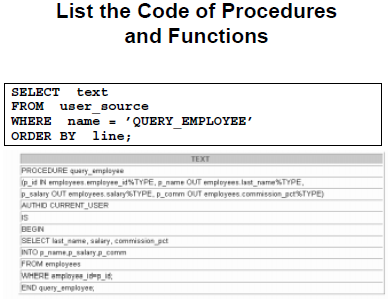 List the Code of Procedures
and Functions
SELECT text
FROM user_source
WHERE name = ’QUERY_EMPLOYEE’
ORDER BY line;
TEXT
PROCEDURE query_employee
(p_id IN employees.employee_id%TYPE, p_name OUT employees.last_name%TYPE,
p_salary OUT employees.salary%TYPE, p_comm OUT employees.commission_pct%TYPE)
AUTHID CURRENT_USER
IS
BEGIN
SELECT last_name, salary, commission_pct
INTO p_name,p_salary,p_comm
FROM employees
WHERE employee_id=p_id;
END query_employee;